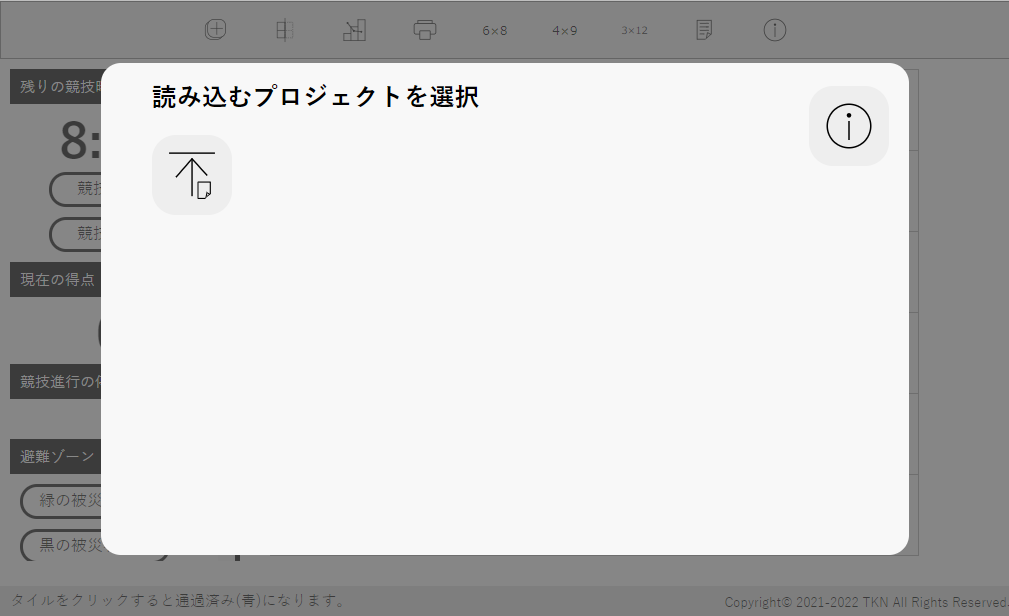 6×8
4×9
3×12
読み込むプロジェクトを選択
残りの競技
8:
競技
競技
現在の得点
競技進行の
避難ゾーン
緑の被災
黒の被災
タイルをクリックすると通過済み(青)になります。
Copyright© 2021-2022 TKN All Rights Reserved.